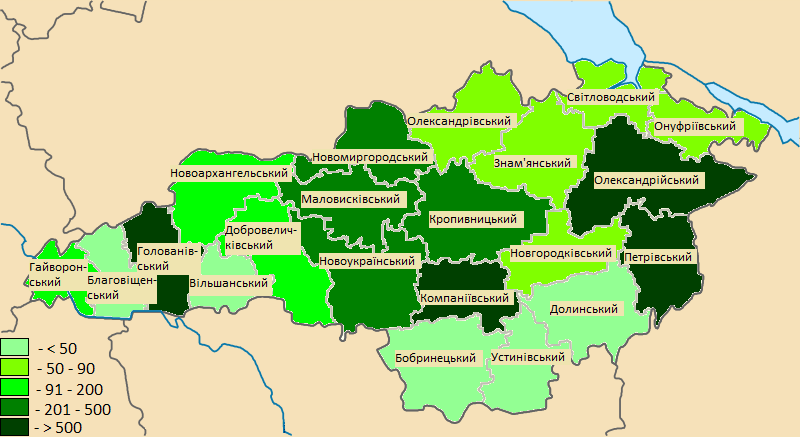 Світловодський
Олександрівський
Онуфріївський
Новомиргородський
Знам'янський
Новоархангельський
Олександрійський
Маловисківський
Кропивницький
Добровелич-
ківський
Голованів-
ський
Новгородківський
Петрівський
Гайворон-
ський
Новоукраїнський
Благовіщен-
ський
Вільшанський
Компаніївський
Долинський
Бобринецький
Устинівський
- < 50
- 50 - 90
- 91 - 200
- 201 - 500
- > 500